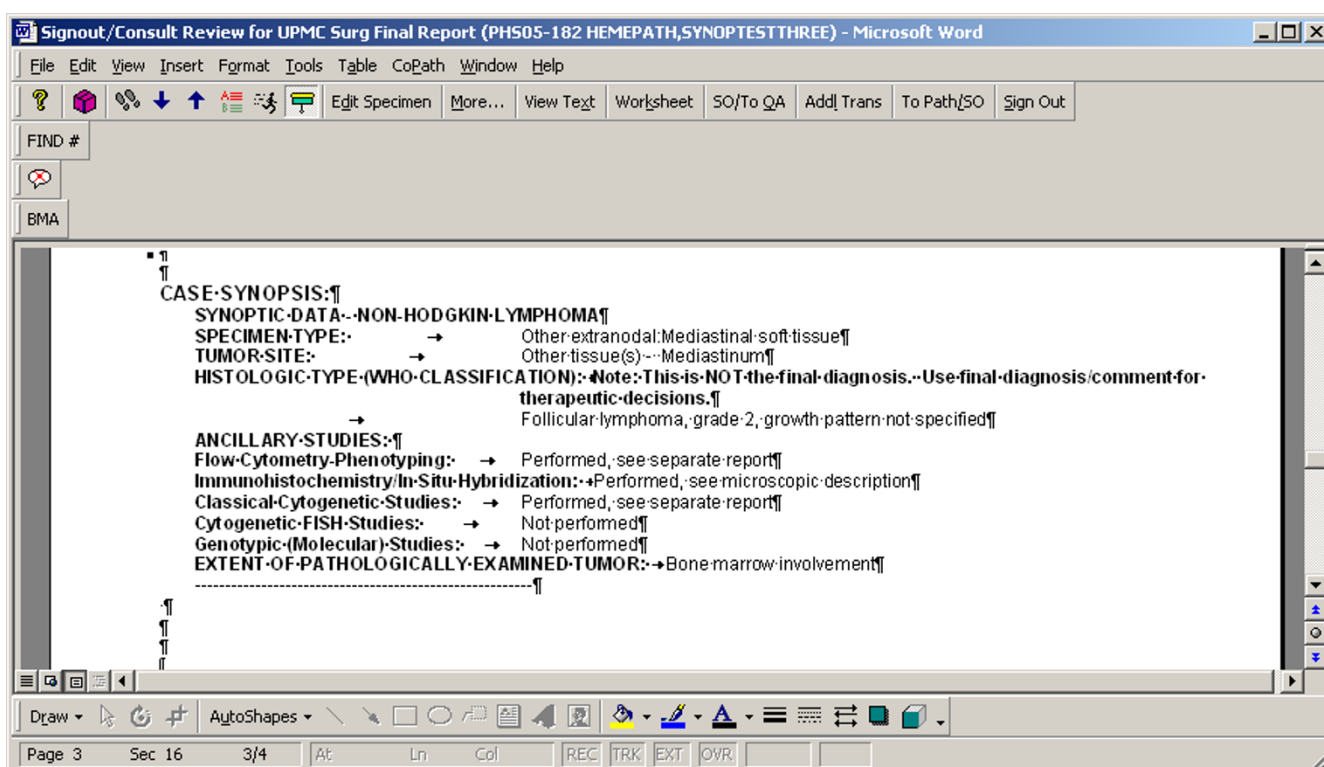 Signout/Consult Review for UPMC Surg Final Report (PHS05-182 HEMEPATH,SYNOPTESTTHREE) - Microsoft Word
File Edit View Insert Format Tools Table CoPath Window Help
Edit Specimen More... View Text Worksheet SO/To QA Addl Trans To Path/SO Sign Out
FIND #
BMA
¶
¶
CASE·SYNOPSIS:¶
SYNOPTIC·DATA·-·NON-HODGKIN·LYMPHOMA¶
SPECIMEN·TYPE:· → Other·extranodal:Mediastinal·soft·tissue¶
TUMOR·SITE:· → Other·tissue(s)·-··Mediastinum¶
HISTOLOGIC·TYPE·(WHO·CLASSIFICATION):·→Note:·This·is·NOT·the·final·diagnosis.··Use·final·diagnosis/comment·for·
therapeutic·decisions.¶
→ Follicular·lymphoma,·grade·2,·growth·pattern·not·specified¶
ANCILLARY·STUDIES:·¶
Flow·Cytometry·Phenotyping:· → Performed,·see·separate·report¶
Immunohistochemistry/In·Situ·Hybridization:·→Performed,·see·microscopic·description¶
Classical·Cytogenetic·Studies:· → Performed,·see·separate·report¶
Cytogenetic·FISH·Studies:· → Not·performed¶
Genotypic·(Molecular)·Studies:· → Not·performed¶
EXTENT·OF·PATHOLOGICALLY·EXAMINED·TUMOR:·→Bone·marrow·involvement¶
--------------------------------------------------------¶
·¶
¶
¶
¶
Draw AutoShapes
Page 3 Sec 16 3/4 At Ln Col REC TRK EXT OVR